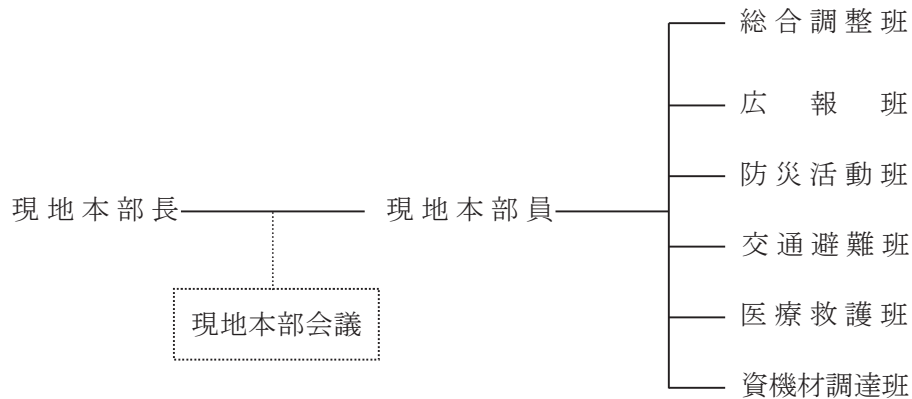 総合調整班
広報班
防災活動班
現地本部長
現地本部員
交通避難班
現地本部会議
医療救護班
資機材調達班